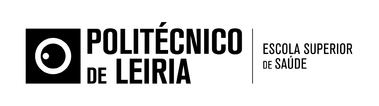 POLITÉCNICO
DE LEIRIA
ESCOLA SUPERIOR
DE SAÚDE